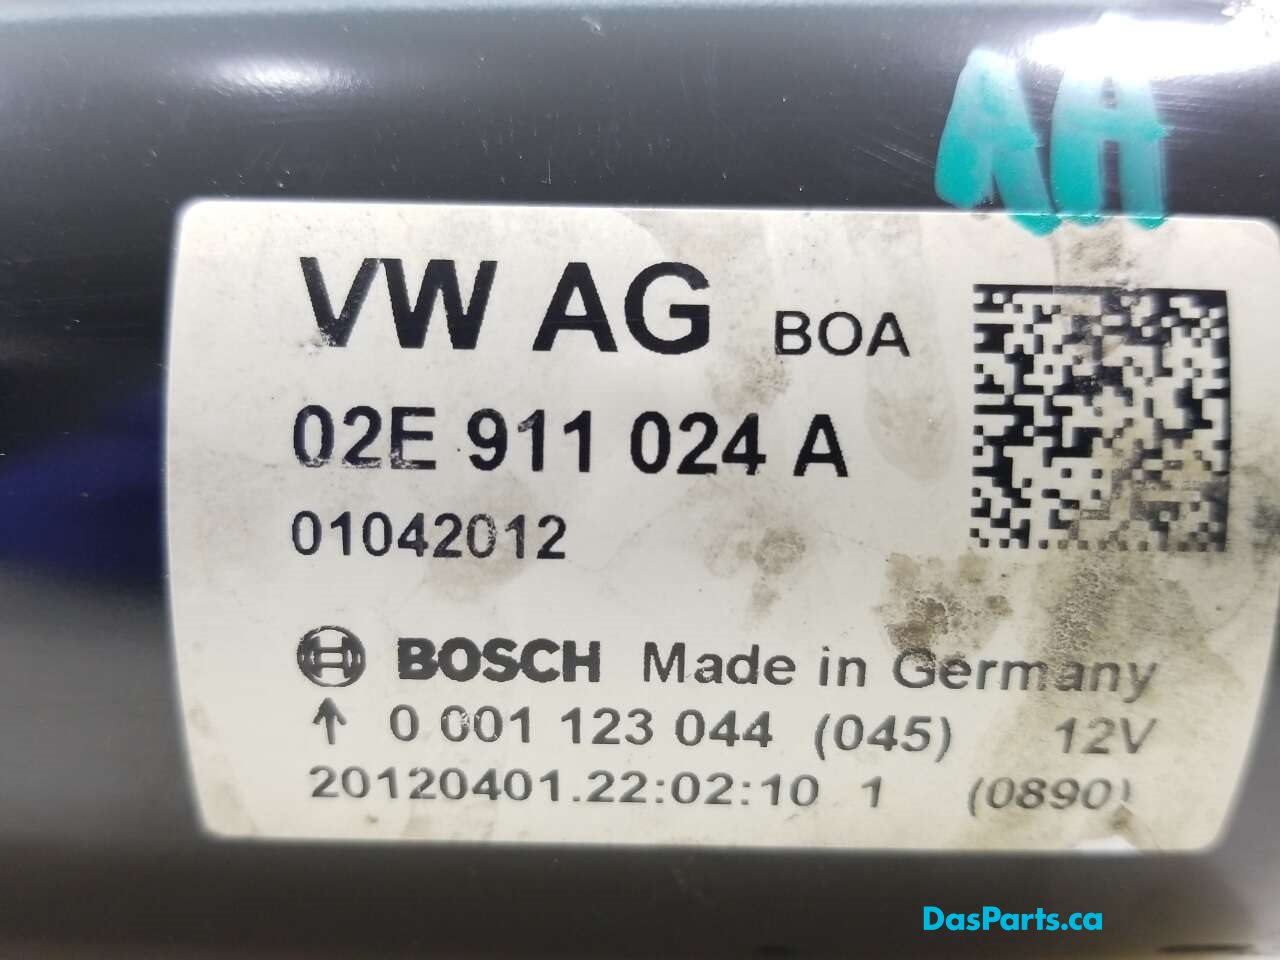 AA
VW AG BOA
02E 911 024 A
01042012
BOSCH Made in Germany
↑ 0 001 123 044 (045) 12V
20120401.22:02:10 1 (0890)
DasParts.ca